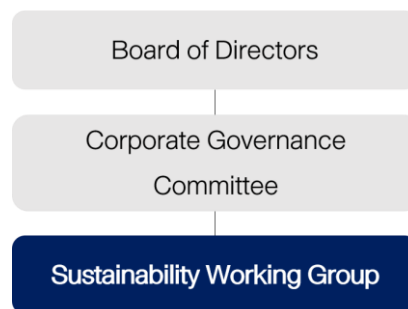 Board of Directors
Corporate Governance
Committee
Sustainability Working Group